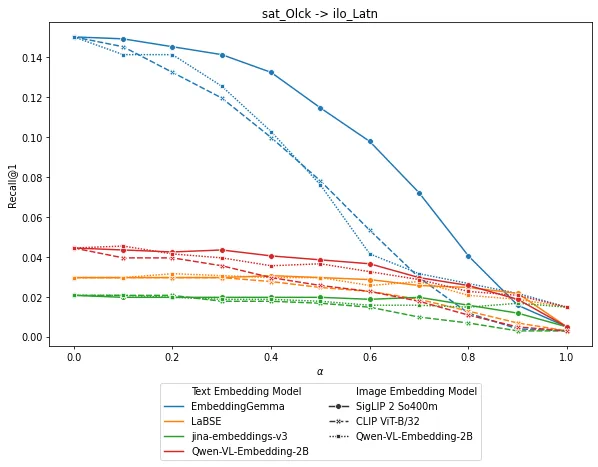 sat_Olck -> ilo_Latn
Recall@1
0.14
0.12
0.10
0.08
0.06
0.04
0.02
0.00
0.0 0.2 0.4 0.6 0.8 1.0
α
Text Embedding Model Image Embedding Model
EmbeddingGemma SigLIP 2 So400m
LaBSE CLIP ViT-B/32
jina-embeddings-v3 Qwen-VL-Embedding-2B
Qwen-VL-Embedding-2B